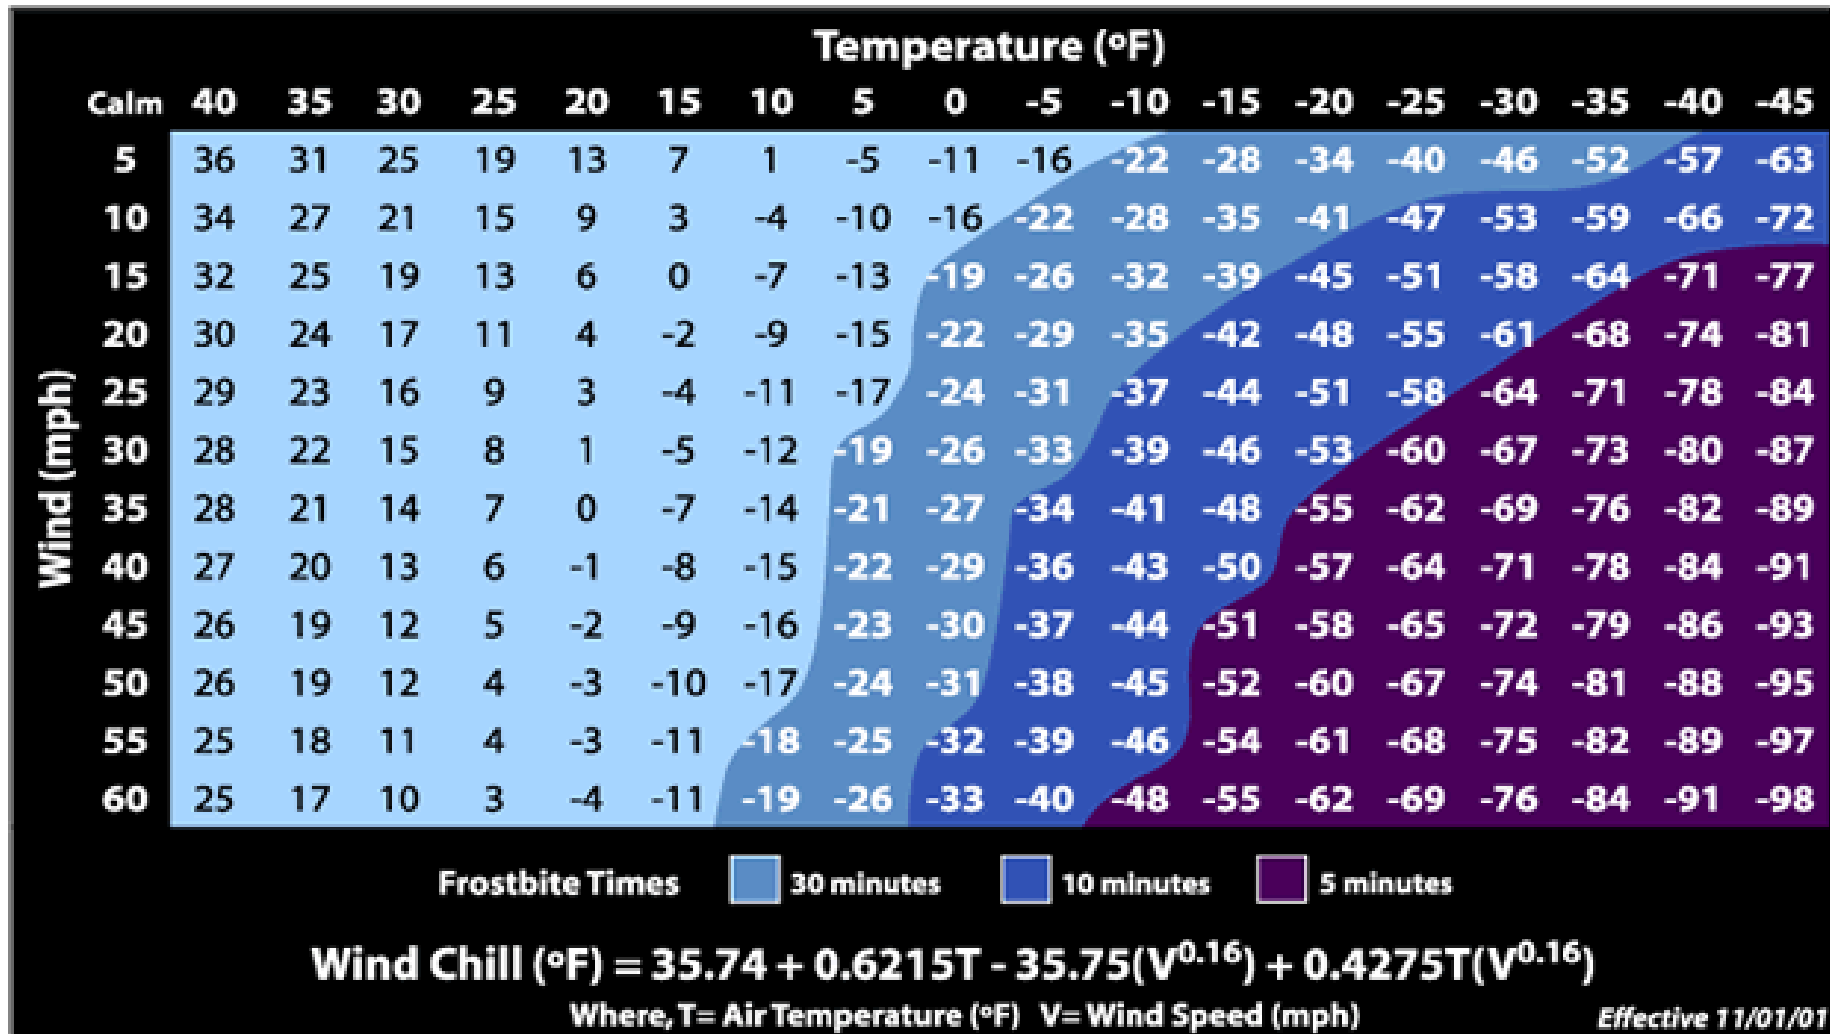 Temperature (ºF)
Calm 40 35 30 25 20 15 10 5 0 -5 -10 -15 -20 -25 -30 -35 -40 -45
5 36 31 25 19 13 7 1 -5 -11 -16 -22 -28 -34 -40 -46 -52 -57 -63
10 34 27 21 15 9 3 -4 -10 -16 -22 -28 -35 -41 -47 -53 -59 -66 -72
15 32 25 19 13 6 0 -7 -13 -19 -26 -32 -39 -45 -51 -58 -64 -71 -77
20 30 24 17 11 4 -2 -9 -15 -22 -29 -35 -42 -48 -55 -61 -68 -74 -81
25 29 23 16 9 3 -4 -11 -17 -24 -31 -37 -44 -51 -58 -64 -71 -78 -84
30 28 22 15 8 1 -5 -12 -19 -26 -33 -39 -46 -53 -60 -67 -73 -80 -87
35 28 21 14 7 0 -7 -14 -21 -27 -34 -41 -48 -55 -62 -69 -76 -82 -89
40 27 20 13 6 -1 -8 -15 -22 -29 -36 -43 -50 -57 -64 -71 -78 -84 -91
45 26 19 12 5 -2 -9 -16 -23 -30 -37 -44 -51 -58 -65 -72 -79 -86 -93
50 26 19 12 4 -3 -10 -17 -24 -31 -38 -45 -52 -60 -67 -74 -81 -88 -95
55 25 18 11 4 -3 -11 -18 -25 -32 -39 -46 -54 -61 -68 -75 -82 -89 -97
60 25 17 10 3 -4 -11 -19 -26 -33 -40 -48 -55 -62 -69 -76 -84 -91 -98
Wind (mph)
Frostbite Times 30 minutes 10 minutes 5 minutes
Wind Chill (ºF) = 35.74 + 0.6215T - 35.75(V^0.16) + 0.4275T(V^0.16)
Where, T= Air Temperature (ºF) V= Wind Speed (mph) Effective 11/01/01